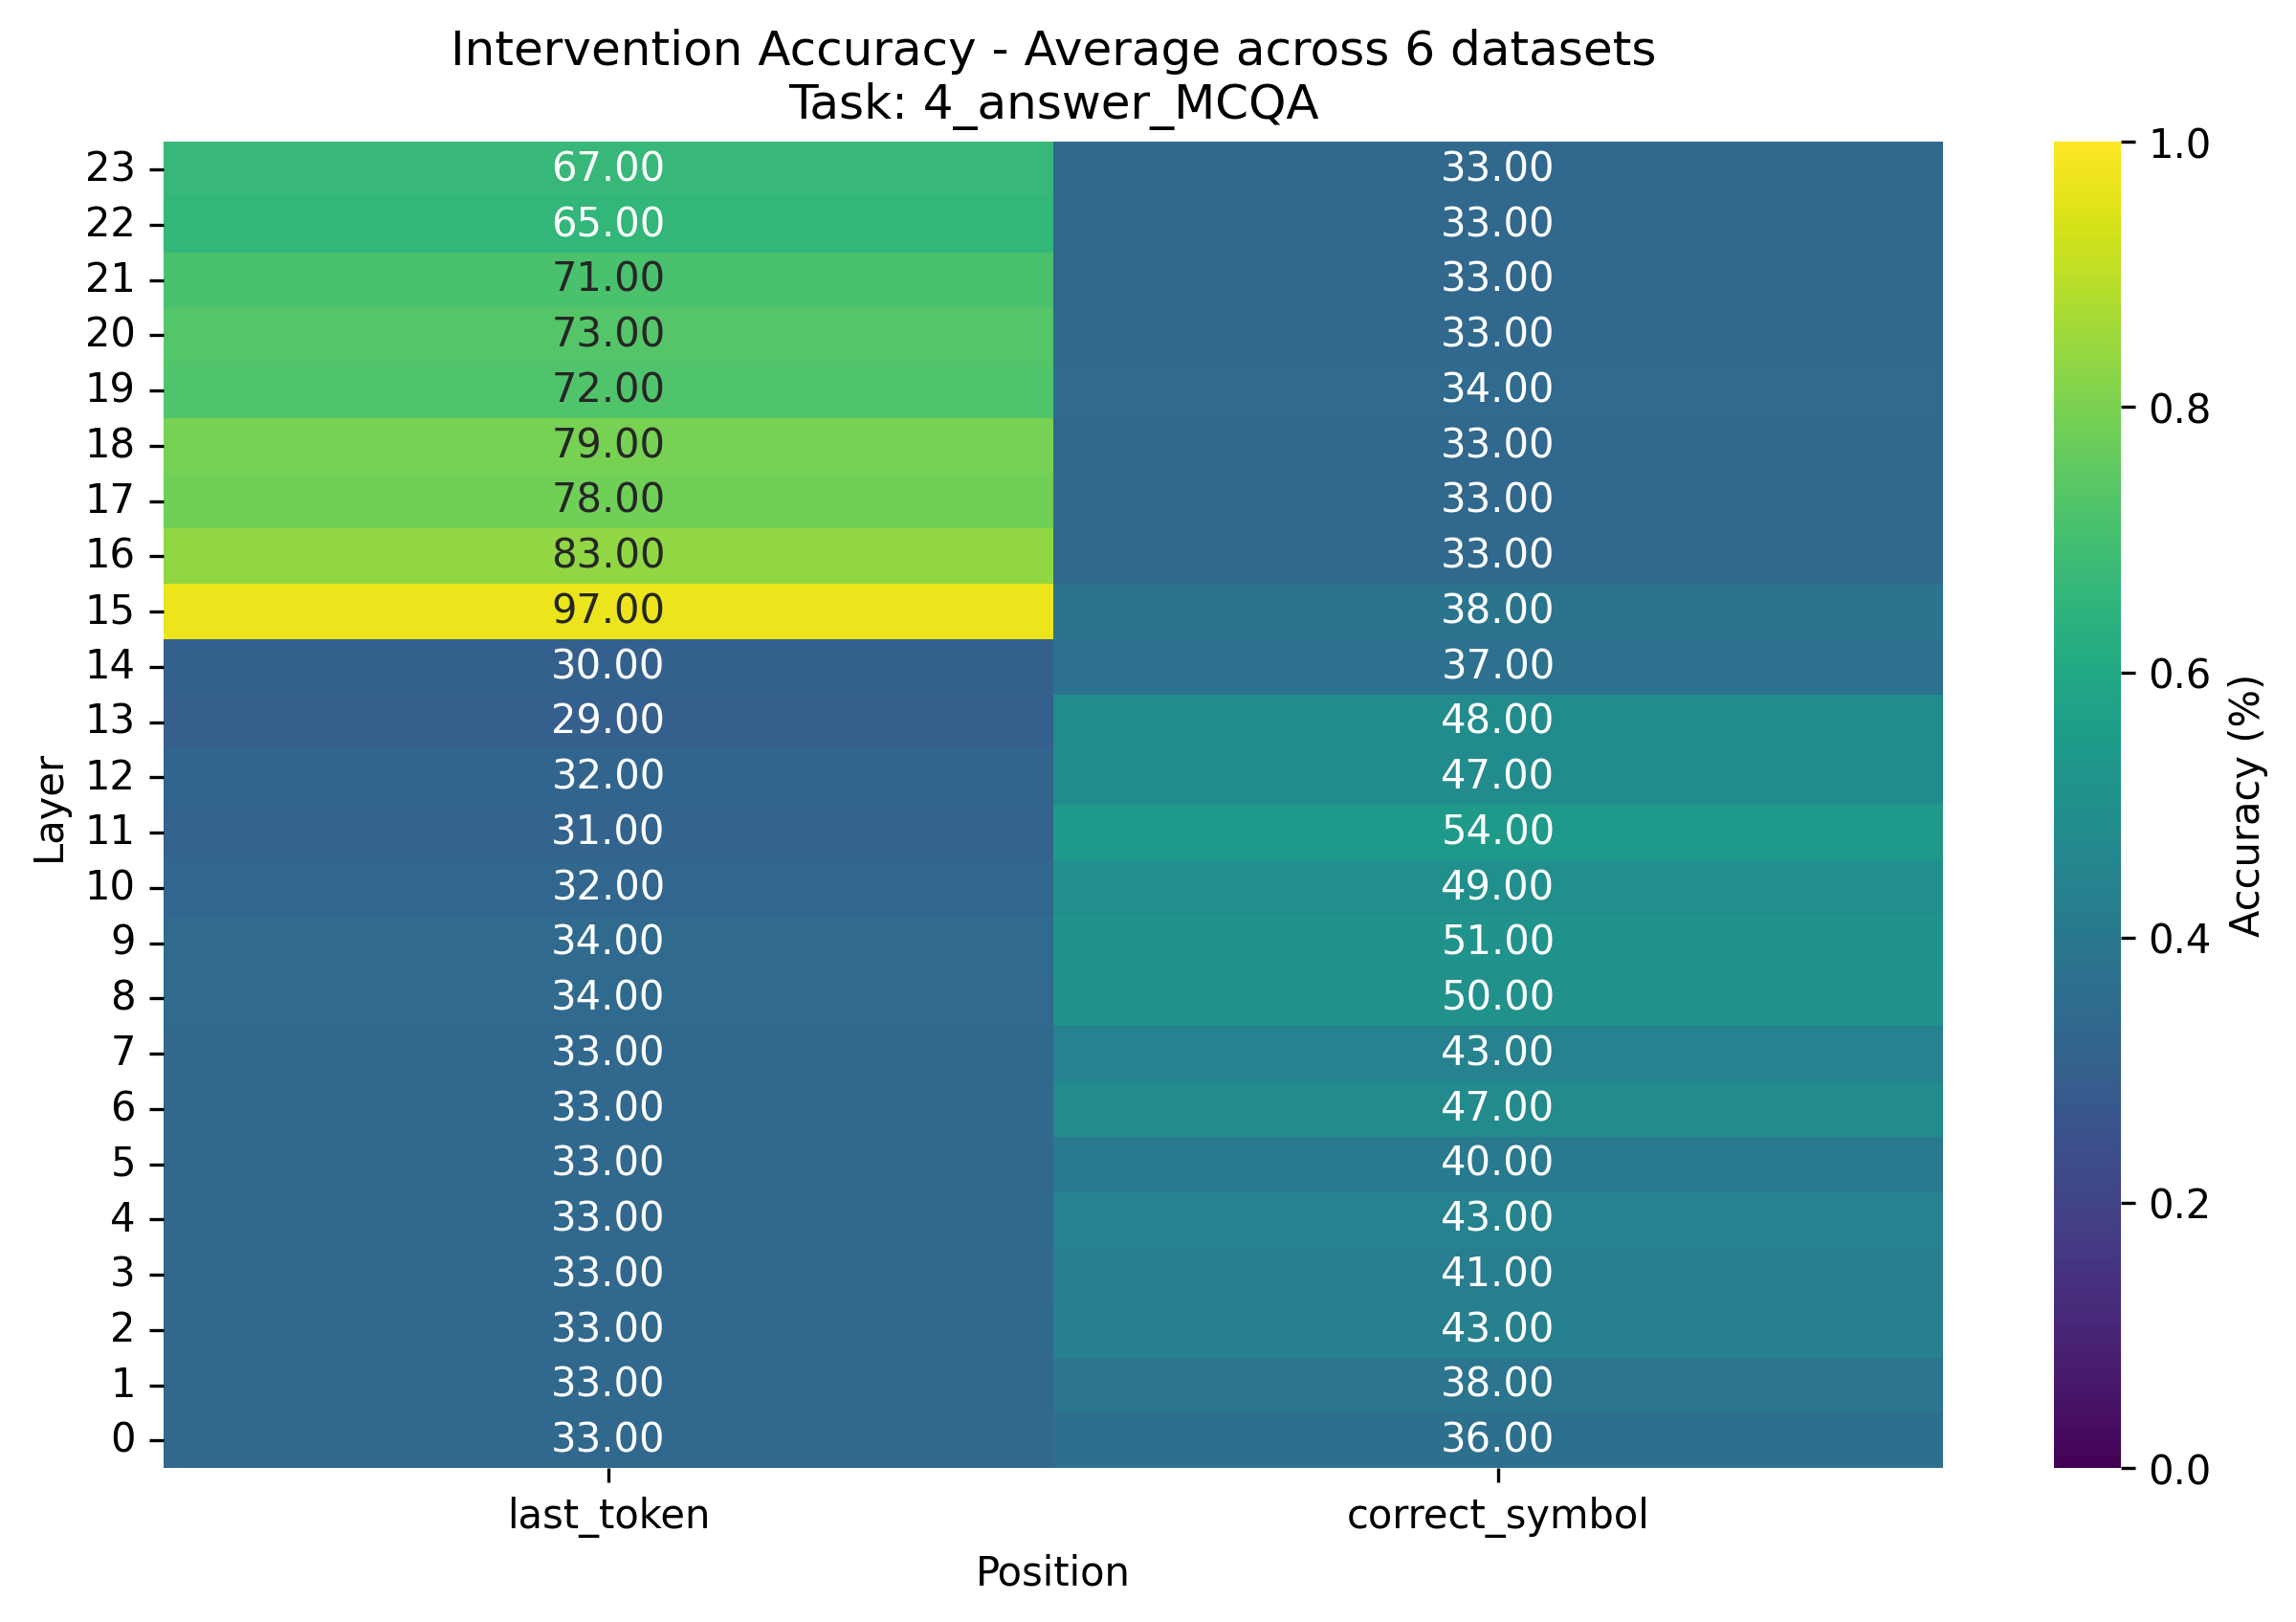 Intervention Accuracy - Average across 6 datasets
Task: 4_answer_MCQA
23 67.00 33.00
22 65.00 33.00
21 71.00 33.00
20 73.00 33.00
19 72.00 34.00
18 79.00 33.00
17 78.00 33.00
16 83.00 33.00
15 97.00 38.00
14 30.00 37.00
13 29.00 48.00
12 32.00 47.00
11 31.00 54.00
10 32.00 49.00
9 34.00 51.00
8 34.00 50.00
7 33.00 43.00
6 33.00 47.00
5 33.00 40.00
4 33.00 43.00
3 33.00 41.00
2 33.00 43.00
1 33.00 38.00
0 33.00 36.00
last_token correct_symbol
Position
Layer
1.0
0.8
0.6
0.4
0.2
0.0
Accuracy (%)